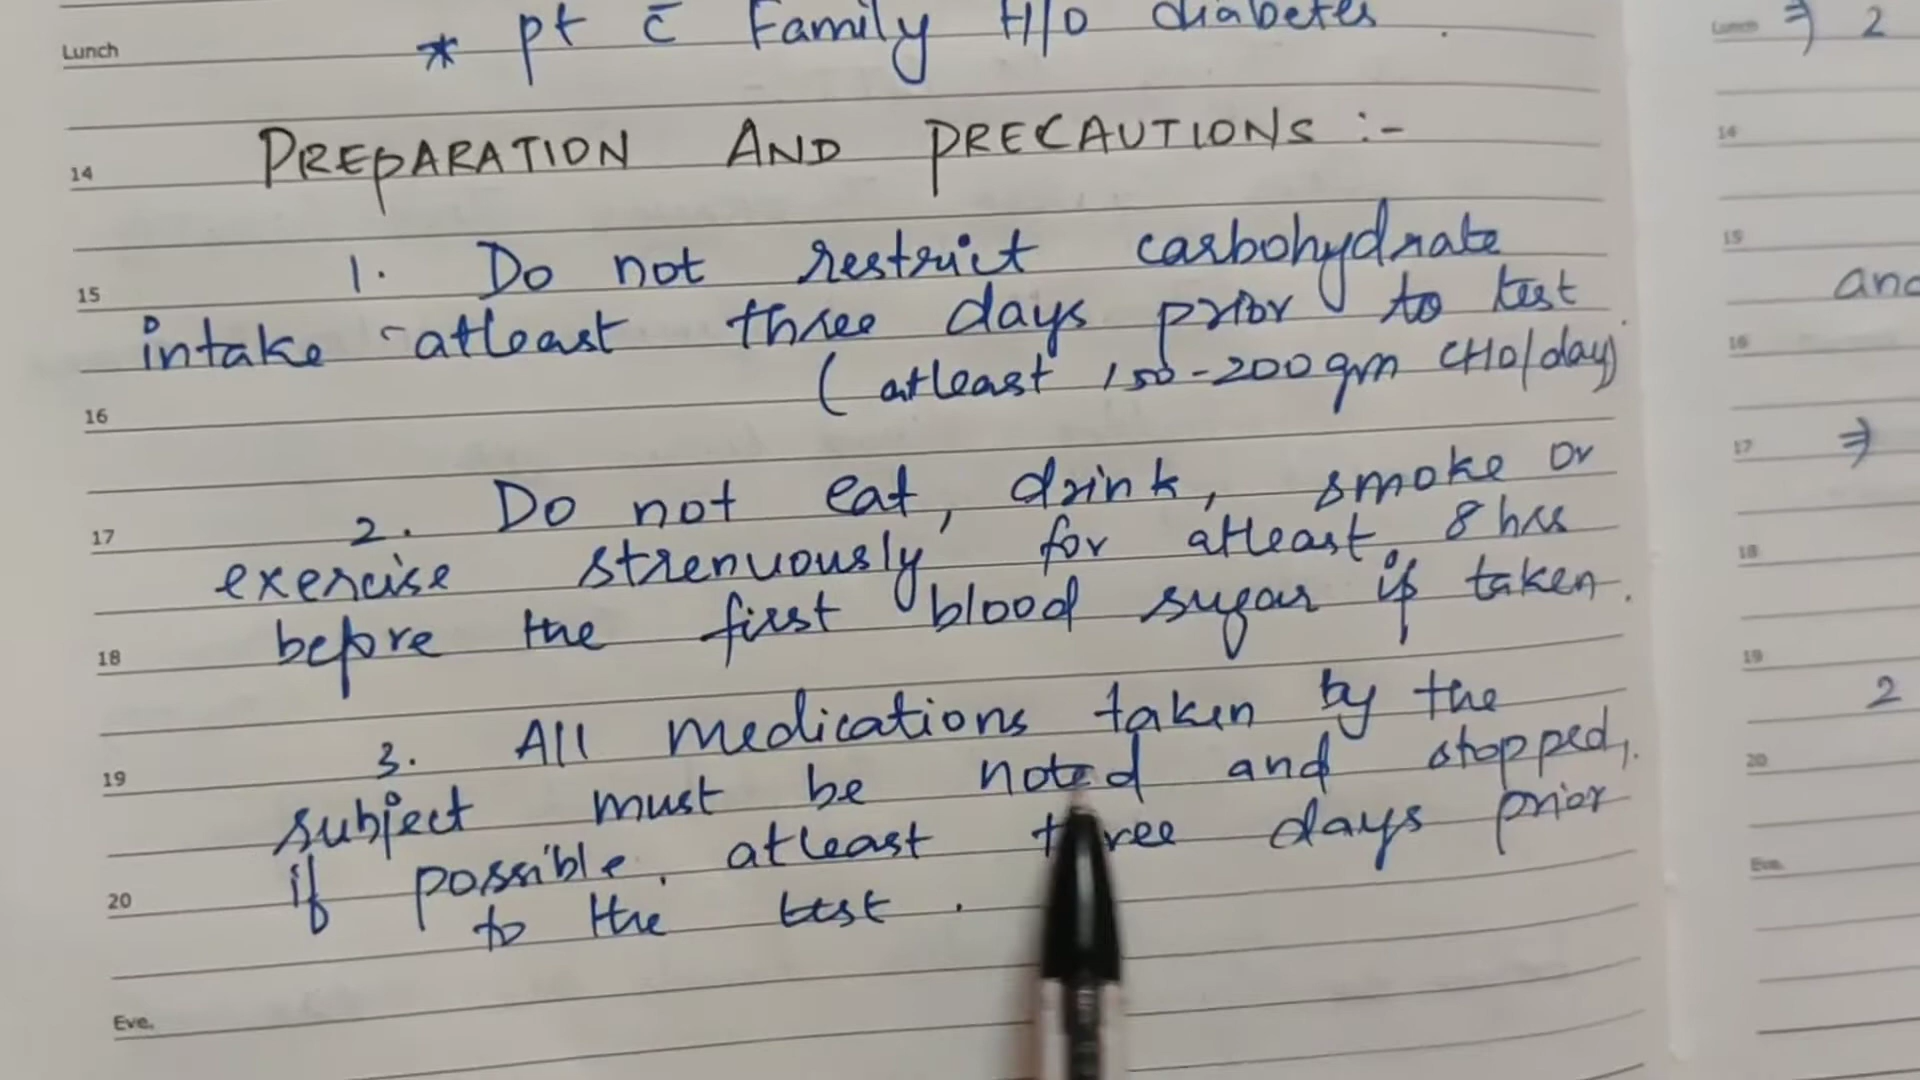 Lunch
* pt c̄ Family H/o diabetes
14 PREPARATION AND PRECAUTIONS :-
15 1. Do not restrict carbohydrate
intake atleast three days prior to test
16 (atleast 150-200gm CHO/day)
17 2. Do not eat, drink, smoke or
exercise strenuously for atleast 8 hrs
18 before the first blood sugar is taken.
19 3. All medications taken by the
subject must be noted and stopped,
20 if possible, atleast three days prior
to the test.
Eve.
Lunch ⇒ 2
14
15
and
16
17 ⇒
18
19
2
20
Eve.